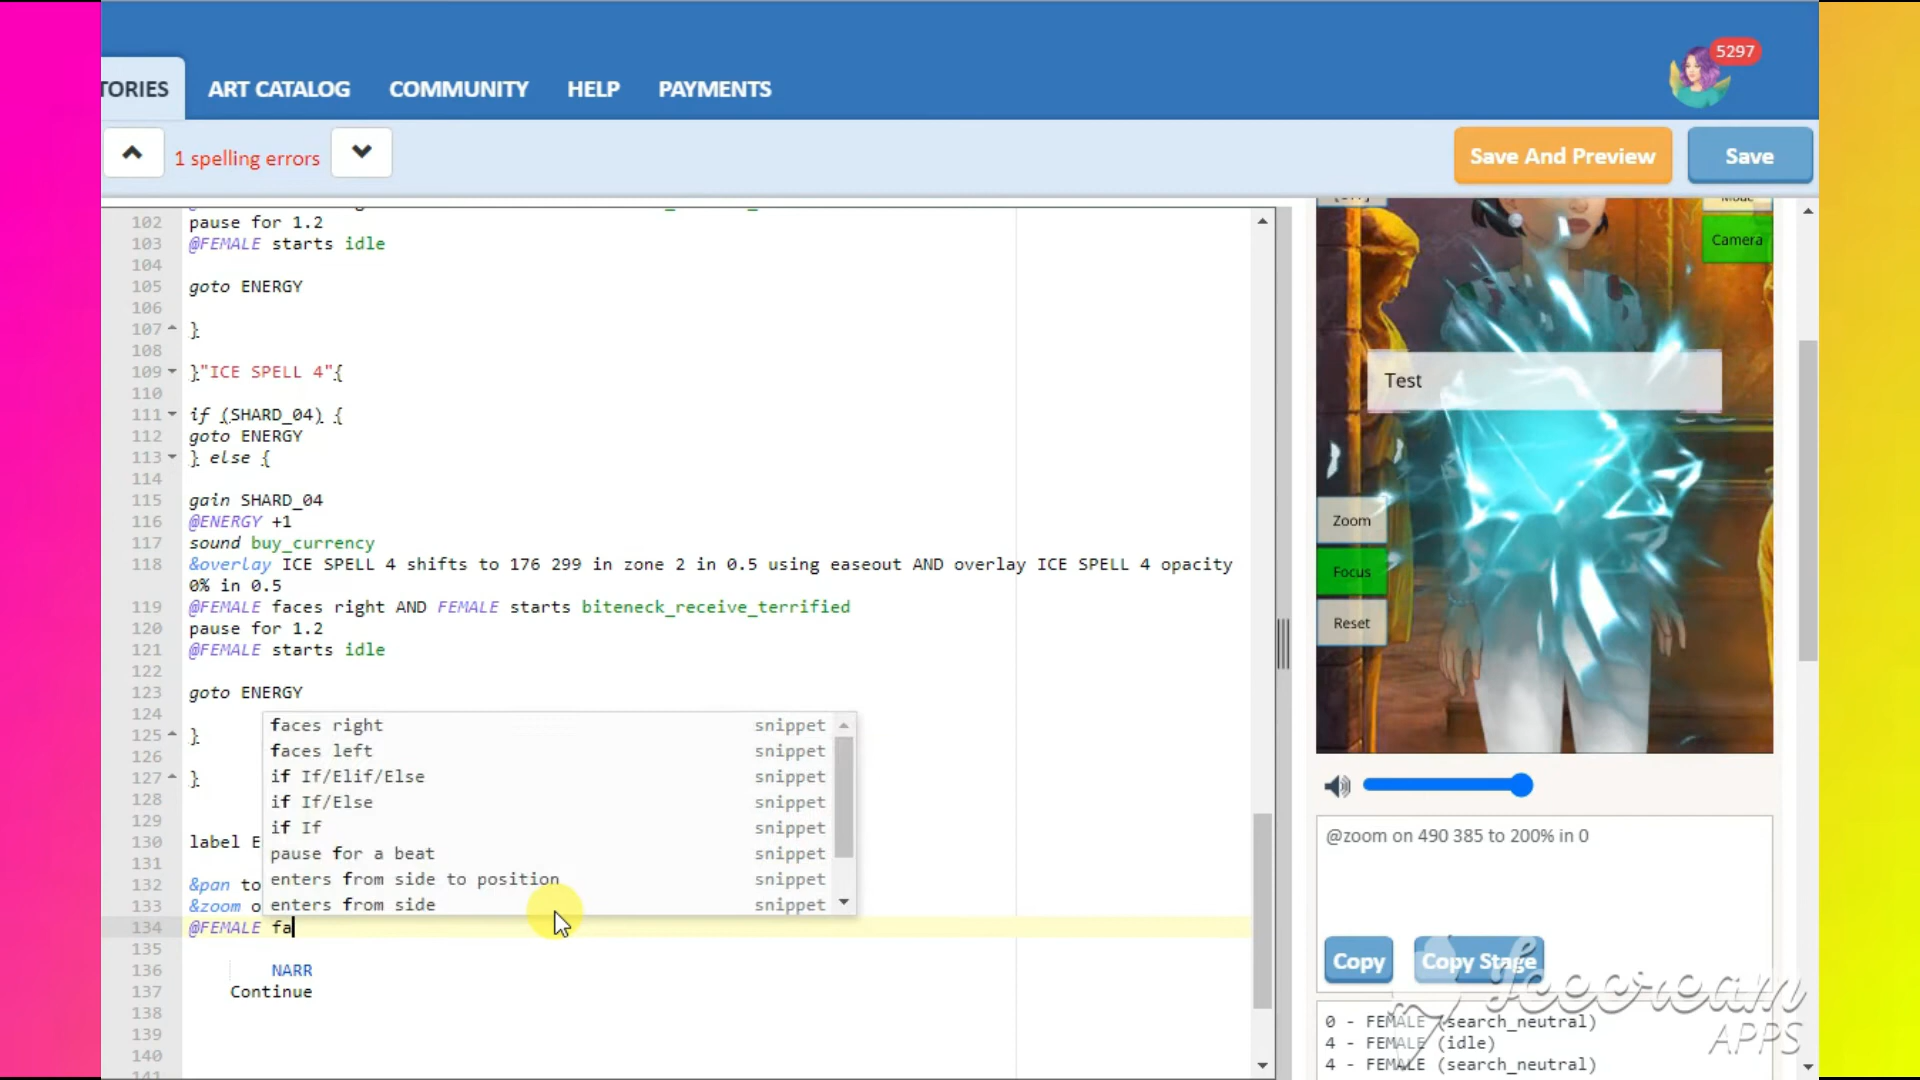 5297
TORIES ART CATALOG COMMUNITY HELP PAYMENTS
1 spelling errors
Save And Preview Save
102 pause for 1.2
103 @FEMALE starts idle
104
105 goto ENERGY
106
107 }
108
109 }"ICE SPELL 4"{
110
111 if (SHARD_04) {
112 goto ENERGY
113 } else {
114
115 gain SHARD_04
116 @ENERGY +1
117 sound buy_currency
118 &overlay ICE SPELL 4 shifts to 176 299 in zone 2 in 0.5 using easeout AND overlay ICE SPELL 4 opacity
0% in 0.5
119 @FEMALE faces right AND FEMALE starts biteneck_receive_terrified
120 pause for 1.2
121 @FEMALE starts idle
122
123 goto ENERGY
124
125 }
126
127 }
128
129
130 label E
131
132 &pan to
133 &zoom o
134 @FEMALE fa
135
136 NARR
137 Continue
138
139
140
141
faces right snippet
faces left snippet
if If/Elif/Else snippet
if If/Else snippet
if If snippet
pause for a beat snippet
enters from side to position snippet
enters from side snippet
Mode
Camera
Test
Zoom
Focus
Reset
@zoom on 490 385 to 200% in 0
Copy Copy Stage
0 - FEMALE (search_neutral)
4 - FEMALE (idle)
4 - FEMALE (search_neutral)
Icecream
APPS